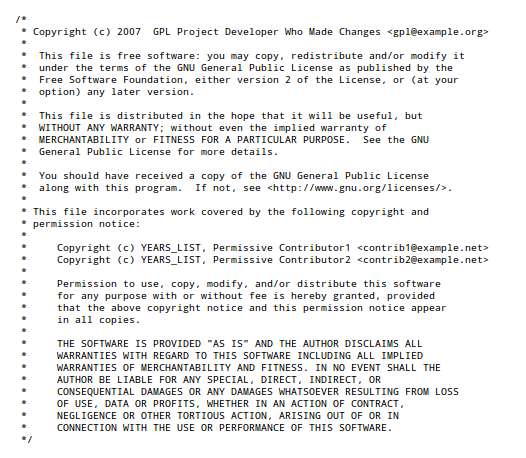 /*
 * Copyright (c) 2007  GPL Project Developer Who Made Changes <gpl@example.org>
 *
 *  This file is free software: you may copy, redistribute and/or modify it
 *  under the terms of the GNU General Public License as published by the
 *  Free Software Foundation, either version 2 of the License, or (at your
 *  option) any later version.
 *
 *  This file is distributed in the hope that it will be useful, but
 *  WITHOUT ANY WARRANTY; without even the implied warranty of
 *  MERCHANTABILITY or FITNESS FOR A PARTICULAR PURPOSE.  See the GNU
 *  General Public License for more details.
 *
 *  You should have received a copy of the GNU General Public License
 *  along with this program.  If not, see <http://www.gnu.org/licenses/>.
 *
 * This file incorporates work covered by the following copyright and
 * permission notice:
 *
 *     Copyright (c) YEARS_LIST, Permissive Contributor1 <contrib1@example.net>
 *     Copyright (c) YEARS_LIST, Permissive Contributor2 <contrib2@example.net>
 *
 *     Permission to use, copy, modify, and/or distribute this software
 *     for any purpose with or without fee is hereby granted, provided
 *     that the above copyright notice and this permission notice appear
 *     in all copies.
 *
 *     THE SOFTWARE IS PROVIDED "AS IS" AND THE AUTHOR DISCLAIMS ALL
 *     WARRANTIES WITH REGARD TO THIS SOFTWARE INCLUDING ALL IMPLIED
 *     WARRANTIES OF MERCHANTABILITY AND FITNESS. IN NO EVENT SHALL THE
 *     AUTHOR BE LIABLE FOR ANY SPECIAL, DIRECT, INDIRECT, OR
 *     CONSEQUENTIAL DAMAGES OR ANY DAMAGES WHATSOEVER RESULTING FROM LOSS
 *     OF USE, DATA OR PROFITS, WHETHER IN AN ACTION OF CONTRACT,
 *     NEGLIGENCE OR OTHER TORTIOUS ACTION, ARISING OUT OF OR IN
 *     CONNECTION WITH THE USE OR PERFORMANCE OF THIS SOFTWARE.
 */